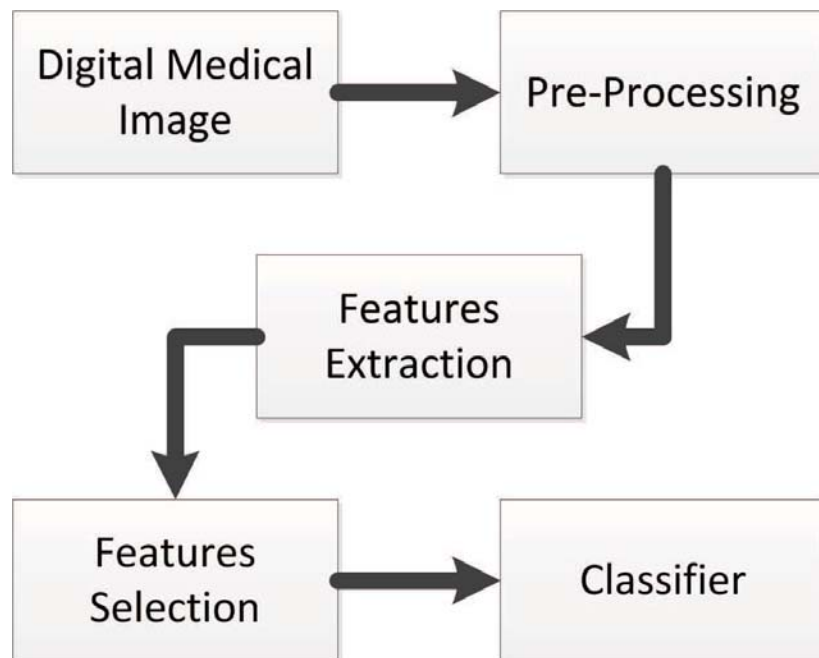 Digital Medical
Image
Pre-Processing
Features
Extraction
Features
Selection
Classifier